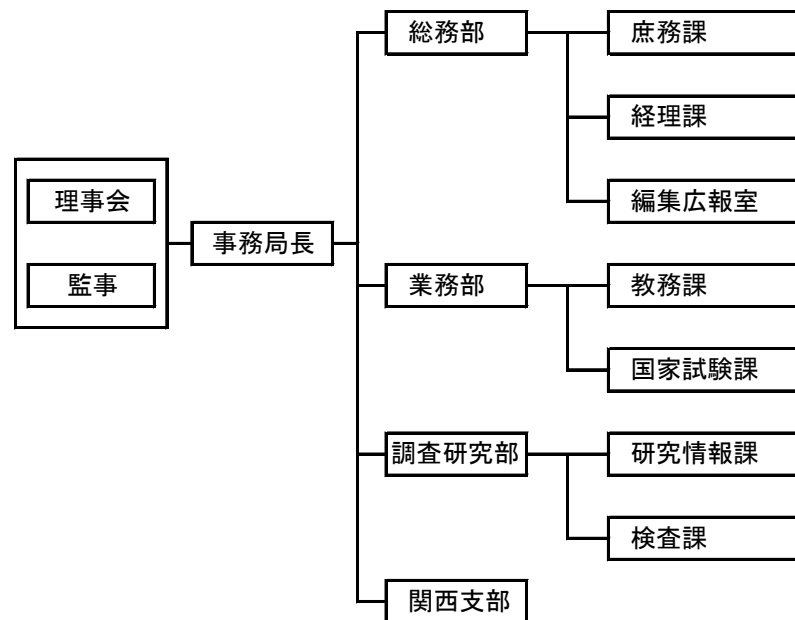 総務部
庶務課
経理課
編集広報室
理事会
監事
事務局長
業務部
教務課
国家試験課
調査研究部
研究情報課
検査課
関西支部